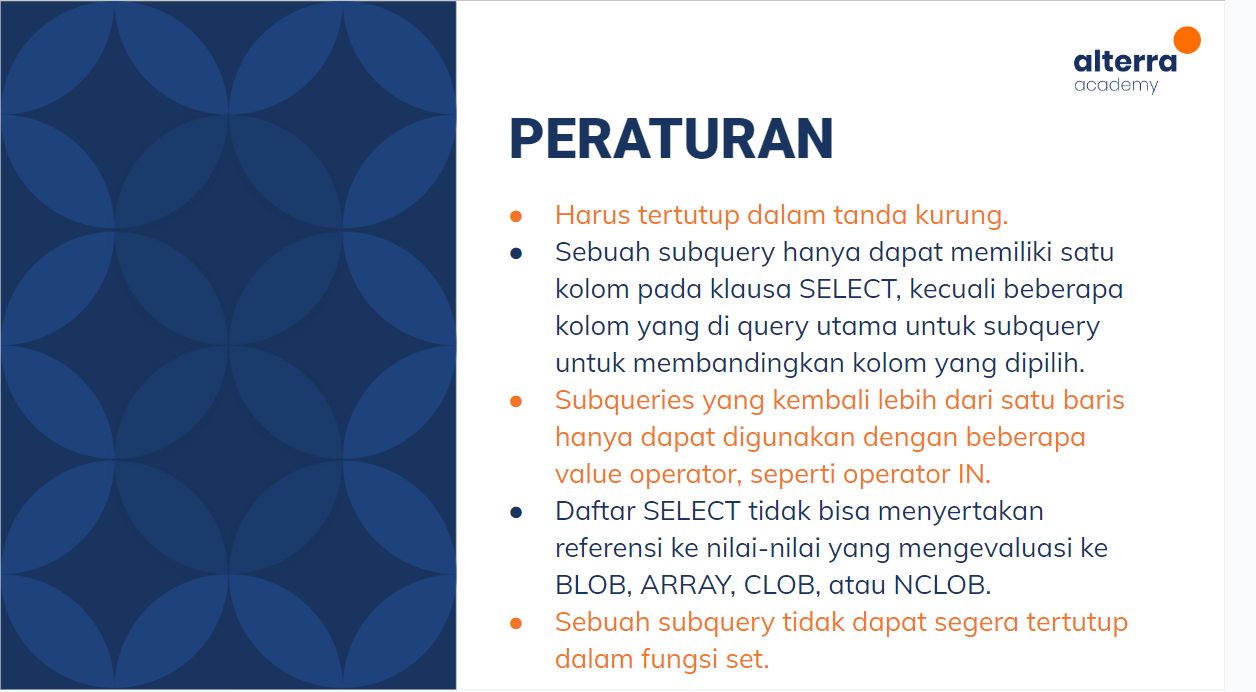 alterra
academy
PERATURAN
● Harus tertutup dalam tanda kurung.
● Sebuah subquery hanya dapat memiliki satu
kolom pada klausa SELECT, kecuali beberapa
kolom yang di query utama untuk subquery
untuk membandingkan kolom yang dipilih.
● Subqueries yang kembali lebih dari satu baris
hanya dapat digunakan dengan beberapa
value operator, seperti operator IN.
● Daftar SELECT tidak bisa menyertakan
referensi ke nilai-nilai yang mengevaluasi ke
BLOB, ARRAY, CLOB, atau NCLOB.
● Sebuah subquery tidak dapat segera tertutup
dalam fungsi set.